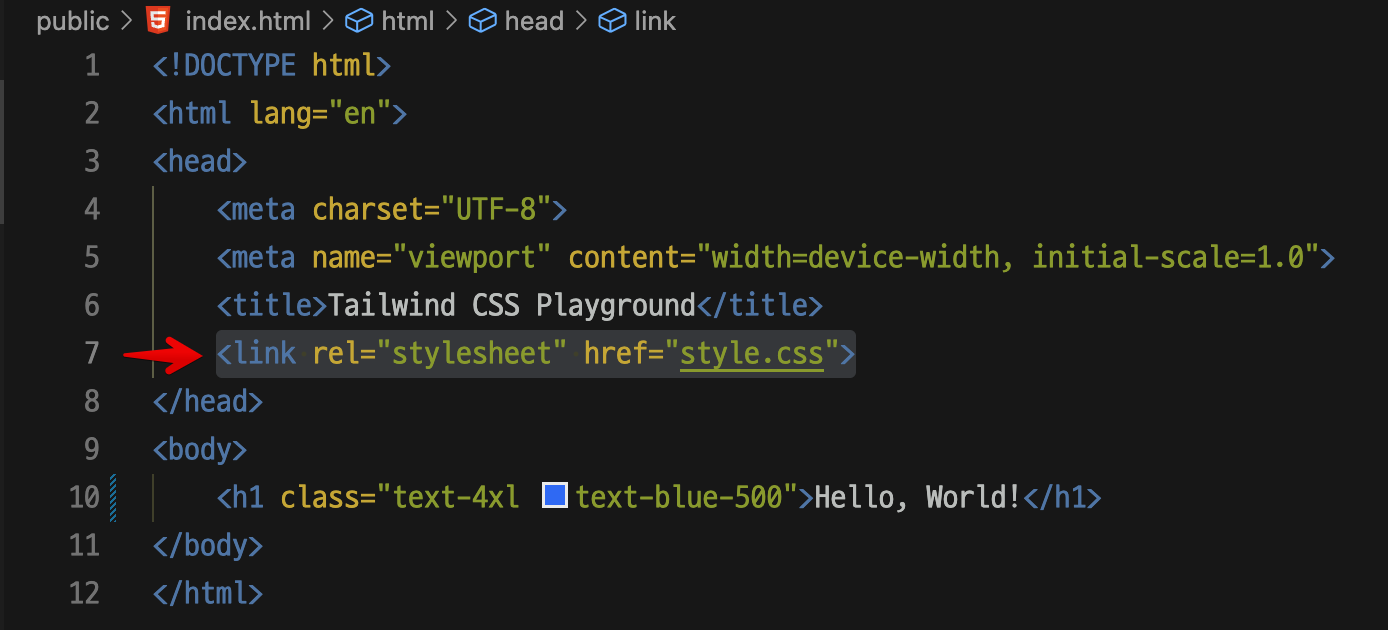 public > index.html > html > head > link
1 <!DOCTYPE html>
2 <html lang="en">
3 <head>
4     <meta charset="UTF-8">
5     <meta name="viewport" content="width=device-width, initial-scale=1.0">
6     <title>Tailwind CSS Playground</title>
7     <link rel="stylesheet" href="style.css">
8 </head>
9 <body>
10     <h1 class="text-4xl text-blue-500">Hello, World!</h1>
11 </body>
12 </html>